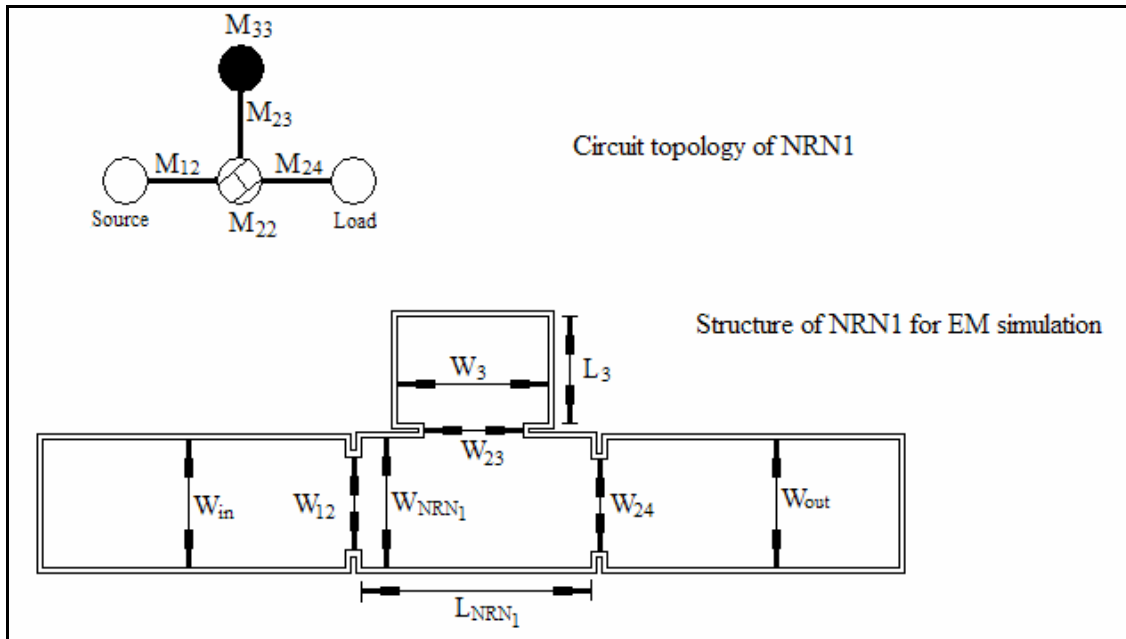 M33
M23
Circuit topology of NRN1
M12 M24
Source M22 Load
Structure of NRN1 for EM simulation
W3 L3
W23
Win W12 WNRN1 W24 Wout
LNRN1